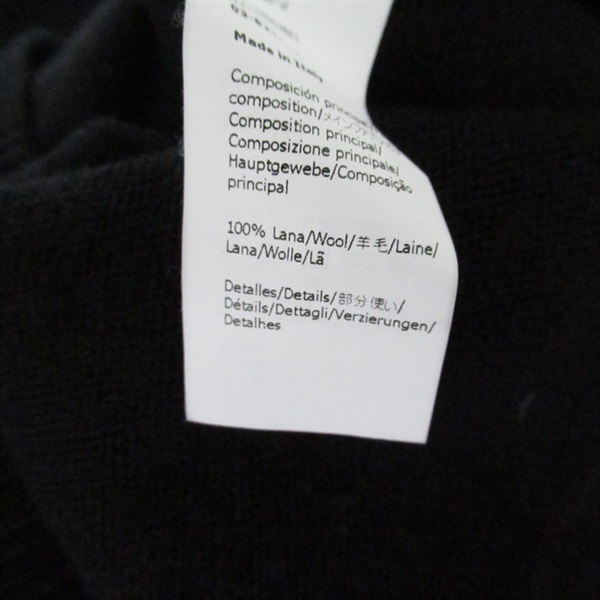 Made in Italy
Composición principal
composition/メインファブリック/
Composition principal/
Composizione principale/
Hauptgewebe/Composição
principal
100% Lana/Wool/羊毛/Laine/
Lana/Wolle/Lã
Detalles/Details/部分使い/
Détails/Dettagli/Verzierungen/
Detalhes